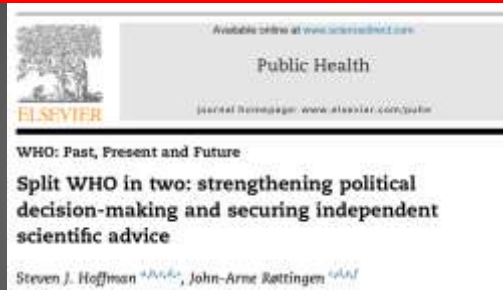 Available online at www.sciencedirect.com
Public Health
ELSEVIER
journal homepage: www.elsevier.com/puhe
WHO: Past, Present and Future
Split WHO in two: strengthening political
decision-making and securing independent
scientific advice
Steven J. Hoffman, John-Arne Røttingen